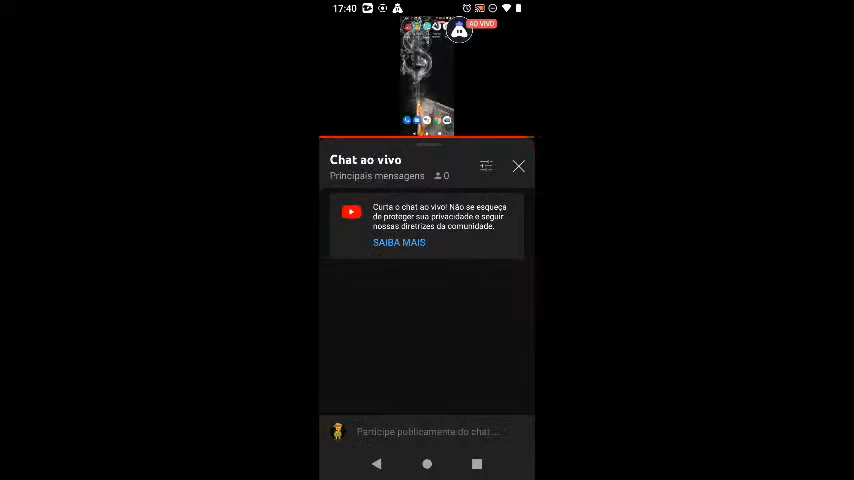 17:40
AO VIVO
Chat ao vivo
Principais mensagens 0
Curta o chat ao vivo! Não se esqueça
de proteger sua privacidade e seguir
nossas diretrizes da comunidade.
SAIBA MAIS
Participe publicamente do chat....